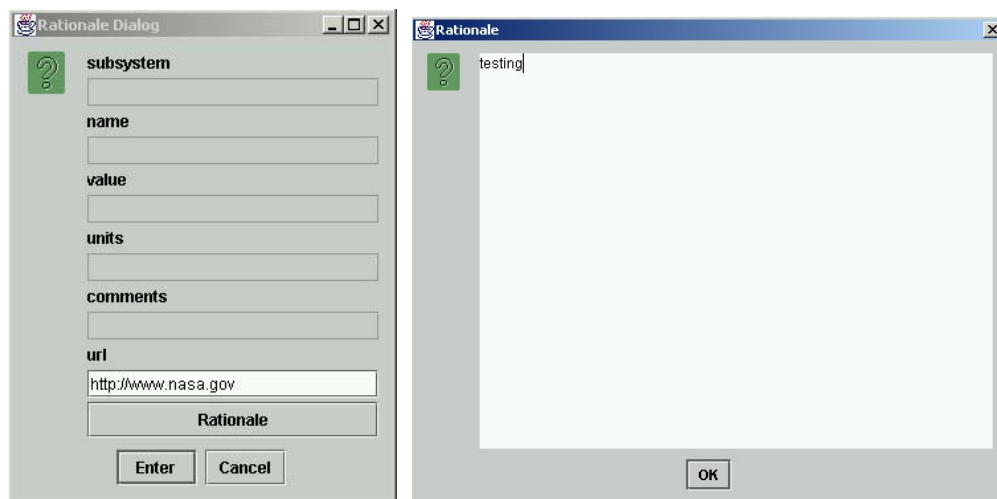 Rationale Dialog
subsystem
name
value
units
comments
url
http://www.nasa.gov
Rationale
Enter Cancel
Rationale
testing
OK